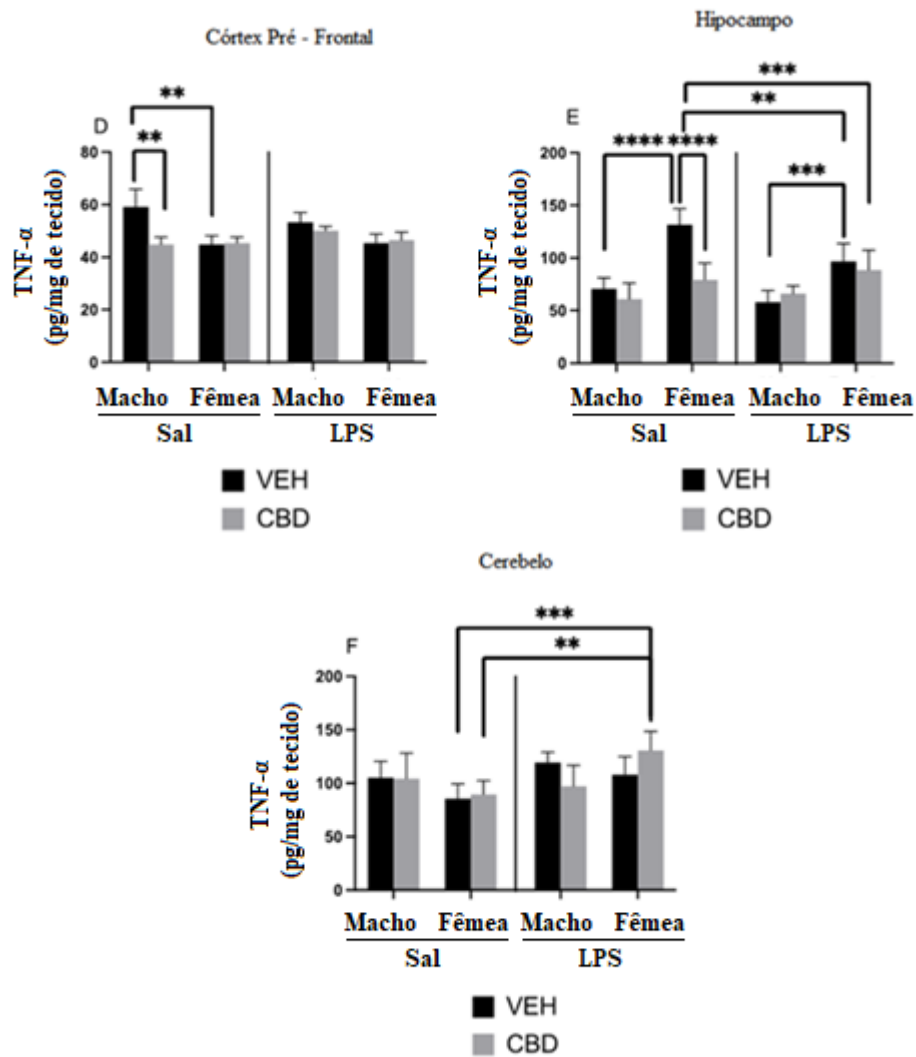 Córtex Pré - Frontal
D
**
**
TNF-α
(pg/mg de tecido)
80
60
40
20
0
Macho Fêmea Macho Fêmea
Sal LPS
VEH
CBD
Hipocampo
E
***
**
**** ****
***
TNF-α
(pg/mg de tecido)
200
150
100
50
0
Macho Fêmea Macho Fêmea
Sal LPS
VEH
CBD
Cerebelo
F
***
**
TNF-α
(pg/mg de tecido)
200
150
100
50
0
Macho Fêmea Macho Fêmea
Sal LPS
VEH
CBD